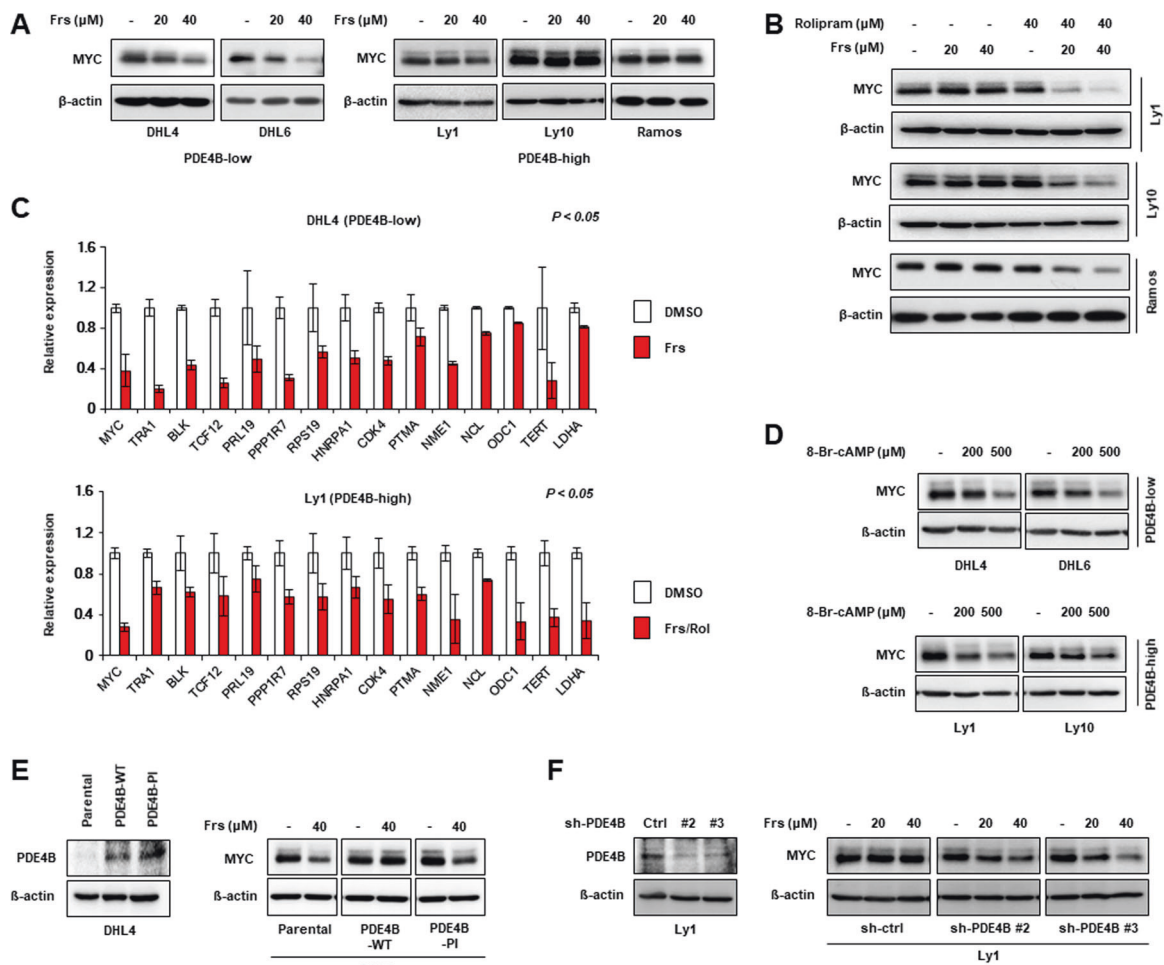 A
Frs (µM) - 20 40 - 20 40
MYC
β-actin
DHL4 DHL6
PDE4B-low
Frs (µM) - 20 40 - 20 40 - 20 40
MYC
β-actin
Ly1 Ly10 Ramos
PDE4B-high
B
Rolipram (µM) - - - 40 40 40
Frs (µM) - 20 40 - 20 40
MYC
β-actin
Ly1
MYC
β-actin
Ly10
MYC
β-actin
Ramos
C
DHL4 (PDE4B-low) P < 0.05
Relative expression
1.6
1.2
0.8
0.4
0
MYC TRA1 BLK TCF12 PRL19 PPP1R7 RPS19 HNRPA1 CDK4 PTMA NME1 NCL ODC1 TERT LDHA
DMSO
Frs
Ly1 (PDE4B-high) P < 0.05
Relative expression
1.6
1.2
0.8
0.4
0
MYC TRA1 BLK TCF12 PRL19 PPP1R7 RPS19 HNRPA1 CDK4 PTMA NME1 NCL ODC1 TERT LDHA
DMSO
Frs/Rol
D
8-Br-cAMP (µM) - 200 500 - 200 500
MYC
ß-actin
DHL4 DHL6
PDE4B-low
8-Br-cAMP (µM) - 200 500 - 200 500
MYC
ß-actin
Ly1 Ly10
PDE4B-high
E
Parental PDE4B-WT PDE4B-PI
PDE4B
ß-actin
DHL4
Frs (µM) - 40 - 40 - 40
MYC
ß-actin
Parental PDE4B PDE4B
-WT -PI
F
sh-PDE4B Ctrl #2 #3
PDE4B
ß-actin
Ly1
Frs (µM) - 20 40 - 20 40 - 20 40
MYC
ß-actin
sh-ctrl sh-PDE4B #2 sh-PDE4B #3
Ly1